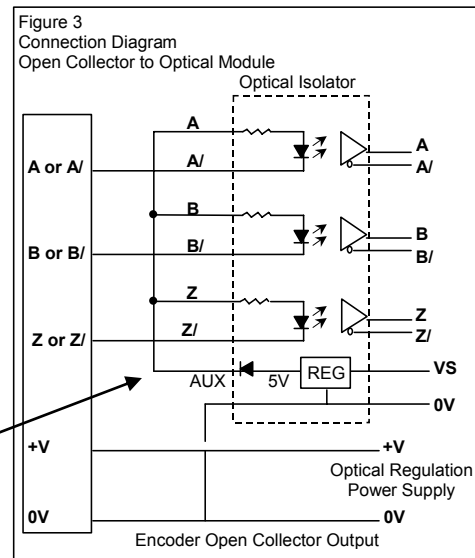 Figure 3
Connection Diagram
Open Collector to Optical Module
Optical Isolator
A
A
A or A/
A/
A/
B
B
B or B/
B/
B/
Z
Z
Z or Z/
Z/
Z/
AUX
5V
REG
VS
0V
+V
+V
Optical Regulation
Power Supply
0V
0V
Encoder Open Collector Output